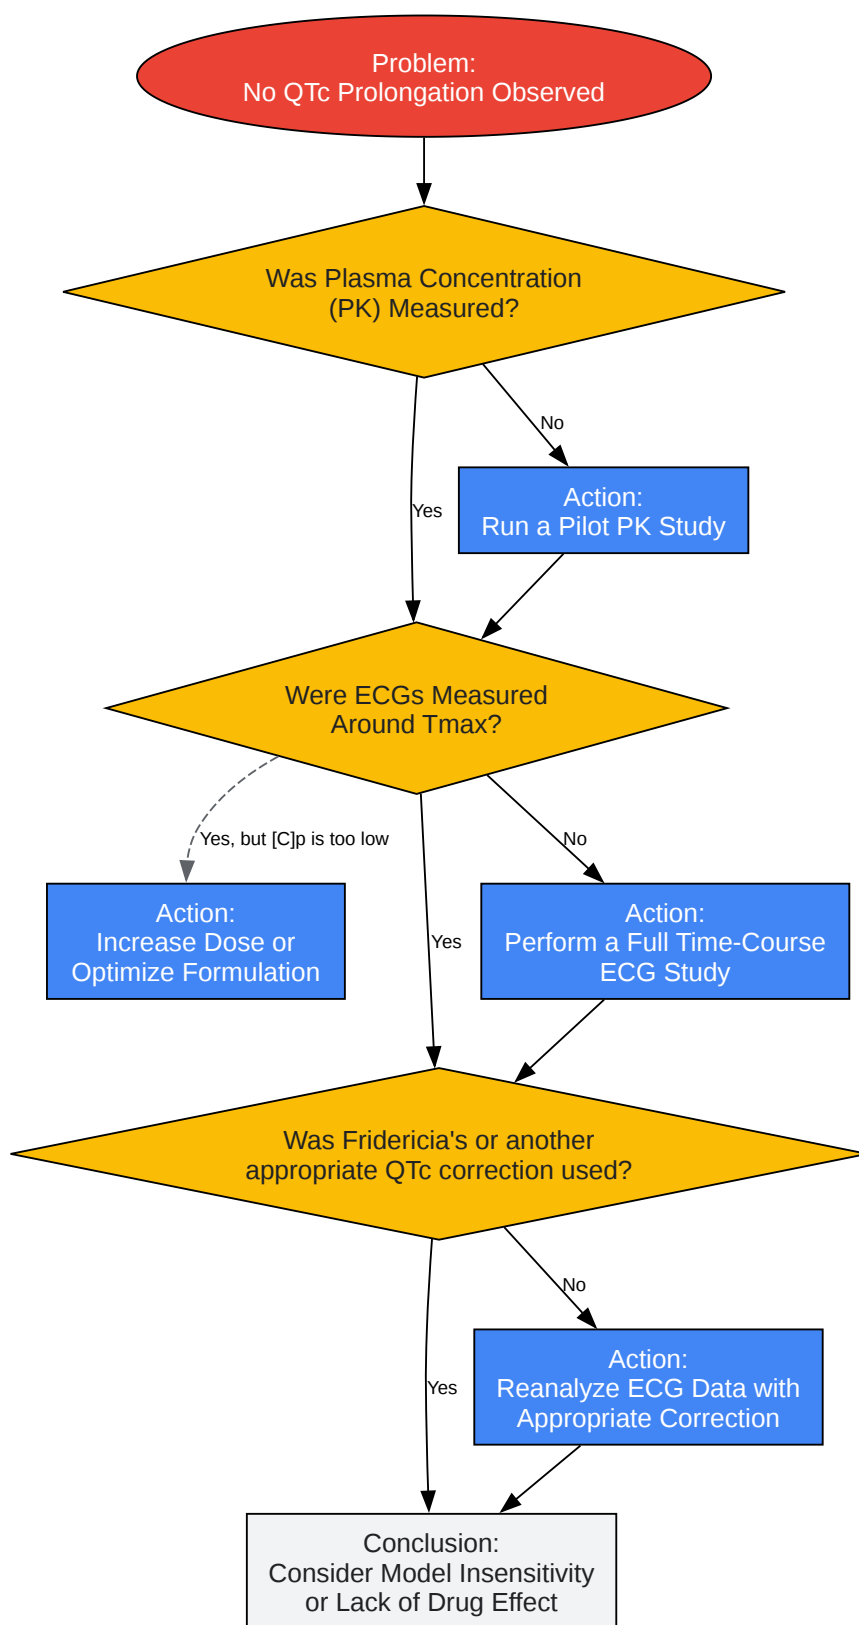 Problem:
No QTc Prolongation Observed
Was Plasma Concentration
(PK) Measured?
No
Action:
Run a Pilot PK Study
Yes
Were ECGs Measured
Around Tmax?
Yes, but [C]p is too low
No
Action:
Increase Dose or
Optimize Formulation
Yes
Action:
Perform a Full Time-Course
ECG Study
Was Fridericia's or another
appropriate QTc correction used?
No
Yes
Action:
Reanalyze ECG Data with
Appropriate Correction
Conclusion:
Consider Model Insensitivity
or Lack of Drug Effect